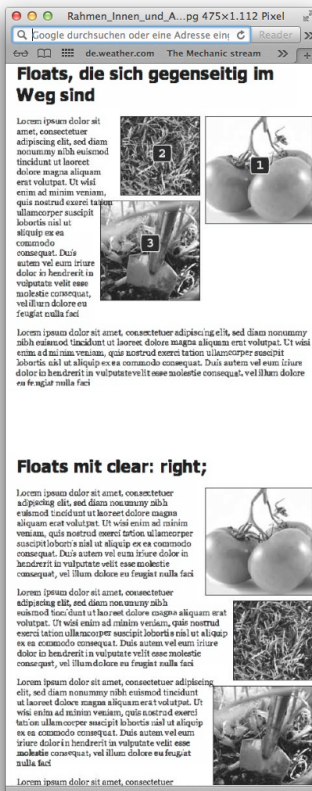 Rahmen_Innen_und_A...pg 475×1.112 Pixel
Google durchsuchen oder eine Adresse eing
Reader
de.weather.com The Mechanic stream
Floats, die sich gegenseitig im
Weg sind
Lorem ipsum dolor sit
amet, consectetuer
adipiscing elit, sed diam
nonummy nibh euismod
tincidunt ut laoreet
dolore magna aliquam
erat volutpat. Ut wisi
enim ad minim veniam,
quis nostrud exerci tation
ullamcorper suscipit
lobortis nisl ut
aliquip ex ea
commodo
consequat. Duis
autem vel eum iriure
dolor in hendrerit in
vulputate velit esse
molestie consequat,
vel illum dolore eu
feugiat nulla faci
2
1
3
Lorem ipsum dolor sit amet, consectetuer adipiscing elit, sed diam nonummy
nibh euismod tincidunt ut laoreet dolore magna aliquam erat volutpat. Ut wisi
enim ad minim veniam, quis nostrud exerci tation ullamcorper suscipit
lobortis nisl ut aliquip ex ea commodo consequat. Duis autem vel eum iriure
dolor in hendrerit in vulputate velit esse molestie consequat, vel illum dolore
eu feugiat nulla faci
Floats mit clear: right;
Lorem ipsum dolor sit amet, consectetuer
adipiscing elit, sed diam nonummy nibh
euismod tincidunt ut laoreet dolore magna
aliquam erat volutpat. Ut wisi enim ad minim
veniam, quis nostrud exerci tation ullamcorper
suscipit lobortis nisl ut aliquip ex ea commodo
consequat. Duis autem vel eum iriure dolor in
hendrerit in vulputate velit esse molestie
consequat, vel illum dolore eu feugiat nulla faci
Lorem ipsum dolor sit amet, consectetuer
adipiscing elit, sed diam nonummy nibh
euismod tincidunt ut laoreet dolore magna aliquam erat
volutpat. Ut wisi enim ad minim veniam, quis nostrud
exerci tation ullamcorper suscipit lobortis nisl ut aliquip
ex ea commodo consequat. Duis autem vel eum iriure
dolor in hendrerit in vulputate velit esse molestie
consequat, vel illum dolore eu feugiat nulla faci
Lorem ipsum dolor sit amet, consectetuer adipiscing
elit, sed diam nonummy nibh euismod tincidunt
ut laoreet dolore magna aliquam erat volutpat. Ut
wisi enim ad minim veniam, quis nostrud exerci
tation ullamcorper suscipit lobortis nisl ut aliquip
ex ea commodo consequat. Duis autem vel eum
iriure dolor in hendrerit in vulputate velit esse
molestie consequat, vel illum dolore eu feugiat
nulla faci
Lorem ipsum dolor sit amet, consectetuer